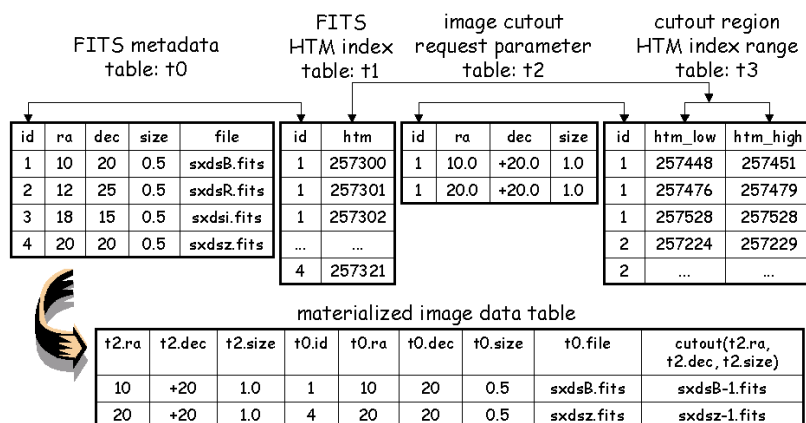 FITS metadata
table: t0
FITS
HTM index
table: t1
image cutout
request parameter
table: t2
cutout region
HTM index range
table: t3
id ra dec size file
1 10 20 0.5 sxdsB.fits
2 12 25 0.5 sxdsR.fits
3 18 15 0.5 sxdsi.fits
4 20 20 0.5 sxdsz.fits
id htm
1 257300
1 257301
1 257302
... ...
4 257321
id ra dec size
1 10.0 +20.0 1.0
1 20.0 +20.0 1.0
id htm_low htm_high
1 257448 257451
1 257476 257479
1 257528 257528
2 257224 257229
2 ... ...
materialized image data table
t2.ra t2.dec t2.size t0.id t0.ra t0.dec t0.size t0.file cutout(t2.ra,
t2.dec, t2.size)
10 +20 1.0 1 10 20 0.5 sxdsB.fits sxdsB-1.fits
20 +20 1.0 4 20 20 0.5 sxdsz.fits sxdsz-1.fits